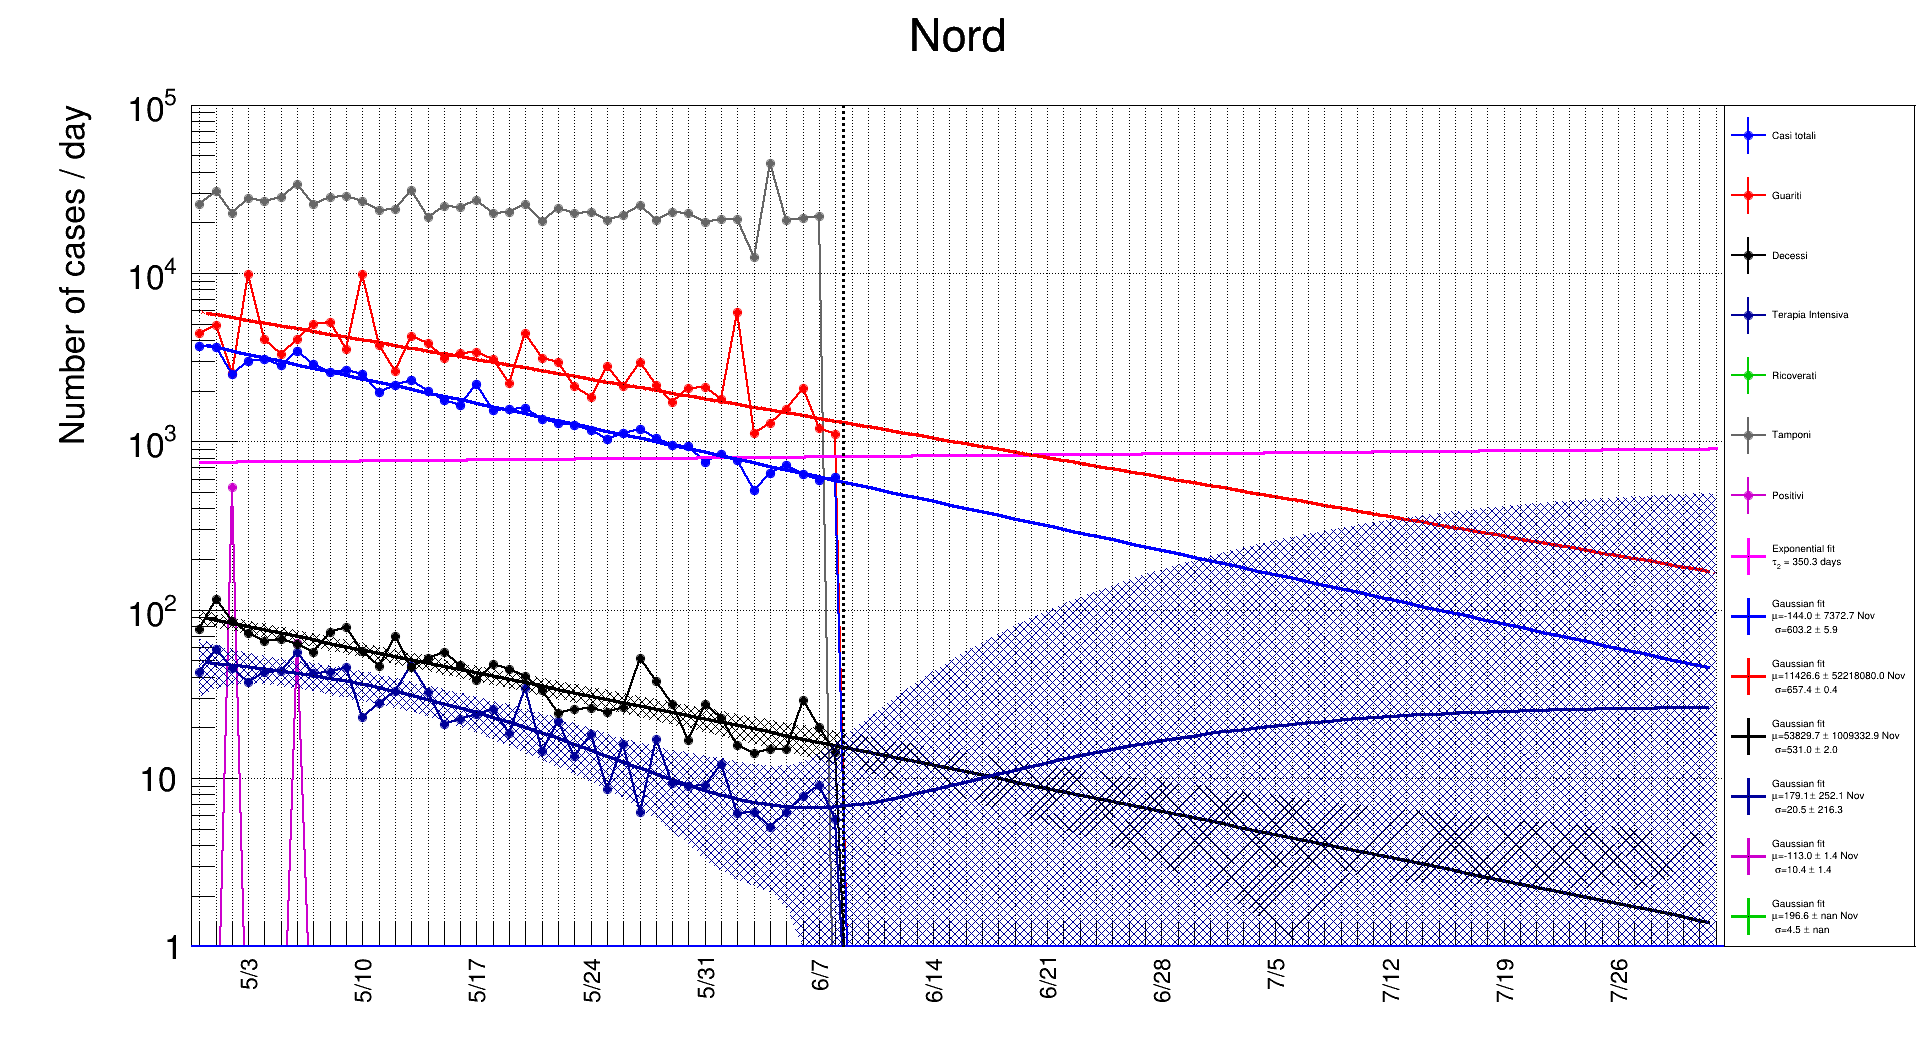 Nord
Number of cases / day
10^5
10^4
10^3
10^2
10
1
5/3
5/10
5/17
5/24
5/31
6/7
6/14
6/21
6/28
7/5
7/12
7/19
7/26
Casi totali
Guariti
Decessi
Terapia Intensiva
Ricoverati
Tamponi
Positivi
Exponential fit
τ₂ = 350.3 days
Gaussian fit
μ=-144.0 ± 7372.7 Nov
σ=603.2 ± 5.9
Gaussian fit
μ=11426.6 ± 52218080.0 Nov
σ=657.4 ± 0.4
Gaussian fit
μ=53829.7 ± 1009332.9 Nov
σ=531.0 ± 2.0
Gaussian fit
μ=179.1 ± 252.1 Nov
σ=20.5 ± 216.3
Gaussian fit
μ=-113.0 ± 1.4 Nov
σ=10.4 ± 1.4
Gaussian fit
μ=196.6 ± nan Nov
σ=4.5 ± nan